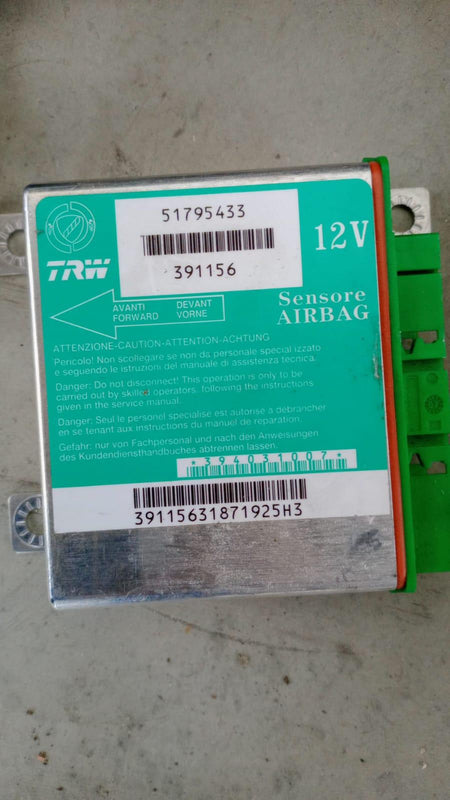 51795433
391156
12V
TRW
AVANTI DEVANT
FORWARD VORNE
Sensore
AIRBAG
ATTENZIONE-CAUTION-ATTENTION-ACHTUNG
Pericolo! Non scollegare se non da personale specializzato
e seguendo le istruzioni del manuale di assistenza tecnica.
Danger: Do not disconnect! This operation is only to be
carried out by skilled operators, following the instructions
given in the service manual.
Danger: Seul le personel specialise est autorisé a debrancher
en se tenant aux instructions du manuel de reparation.
Gefahr: nur von Fachpersonal und nach den Anweisungen
des Kundendiensthandbuches abtrennen lassen.
*394031007*
39115631871925H3